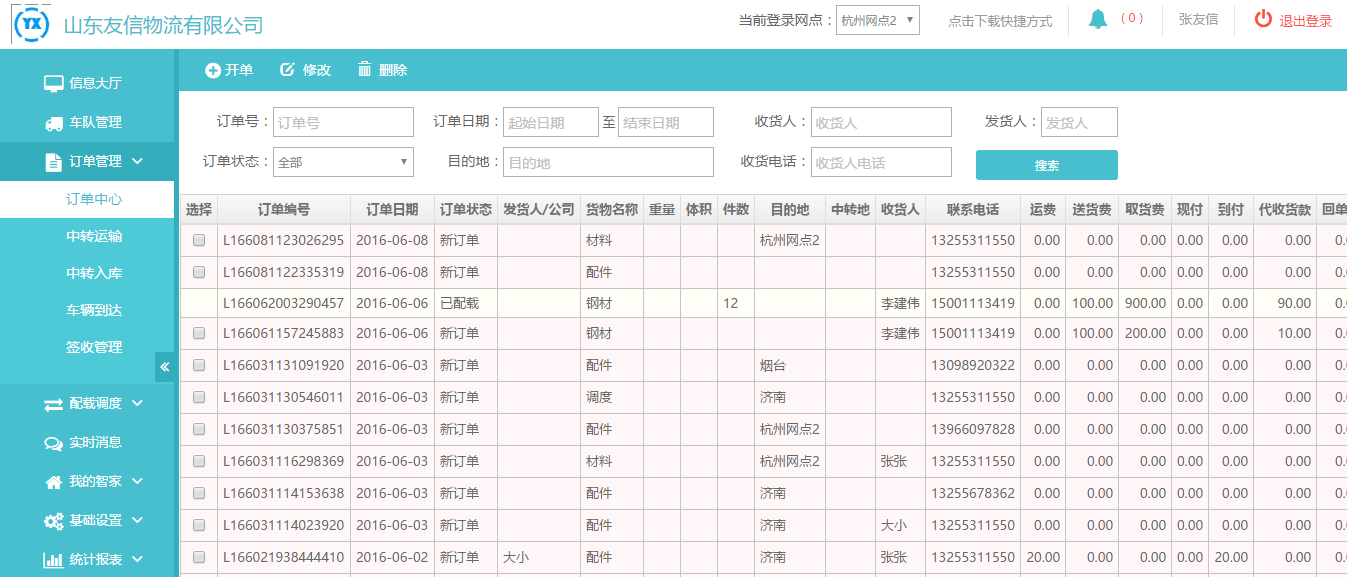 YX 山东友信物流有限公司 当前登录网点： 杭州网点2 点击下载快捷方式 (0) 张友信 退出登录
开单 修改 删除
信息大厅
车队管理
订单管理
订单中心
中转运输
中转入库
车辆到达
签收管理
配载调度
实时消息
我的智家
基础设置
统计报表
订单号： 订单号 订单日期： 起始日期 至 结束日期 收货人： 收货人 发货人： 发货人
订单状态： 全部 目的地： 目的地 收货电话： 收货人电话 搜索
选择 订单编号 订单日期 订单状态 发货人/公司 货物名称 重量 体积 件数 目的地 中转地 收货人 联系电话 运费 送货费 取货费 现付 到付 代收货款 回单
L166081123026295 2016-06-08 新订单 材料 杭州网点2 13255311550 0.00 0.00 0.00 0.00 0.00 0.00 0.0
L166081122335319 2016-06-08 新订单 配件 13255311550 0.00 0.00 0.00 0.00 0.00 0.00 0.0
L166062003290457 2016-06-06 已配载 钢材 12 李建伟 15001113419 0.00 100.00 900.00 0.00 0.00 90.00 0.0
L166061157245883 2016-06-06 新订单 钢材 李建伟 15001113419 0.00 100.00 200.00 0.00 0.00 10.00 0.0
L166031131091920 2016-06-03 新订单 配件 烟台 13098920322 0.00 0.00 0.00 0.00 0.00 0.00 0.0
L166031130546011 2016-06-03 新订单 调度 济南 13255311550 0.00 0.00 0.00 0.00 0.00 0.00 0.0
L166031130375851 2016-06-03 新订单 配件 杭州网点2 13966097828 0.00 0.00 0.00 0.00 0.00 0.00 0.0
L166031116298369 2016-06-03 新订单 材料 杭州网点2 张张 13255311550 0.00 0.00 0.00 0.00 0.00 0.00 0.0
L166031114153638 2016-06-03 新订单 配件 济南 13255678362 0.00 0.00 0.00 0.00 0.00 0.00 0.0
L166031114023920 2016-06-03 新订单 配件 济南 大小 13255311550 0.00 0.00 0.00 0.00 0.00 0.00 0.0
L166021938444410 2016-06-02 新订单 大小 配件 济南 张张 13255311550 20.00 0.00 0.00 0.00 20.00 0.00 0.0